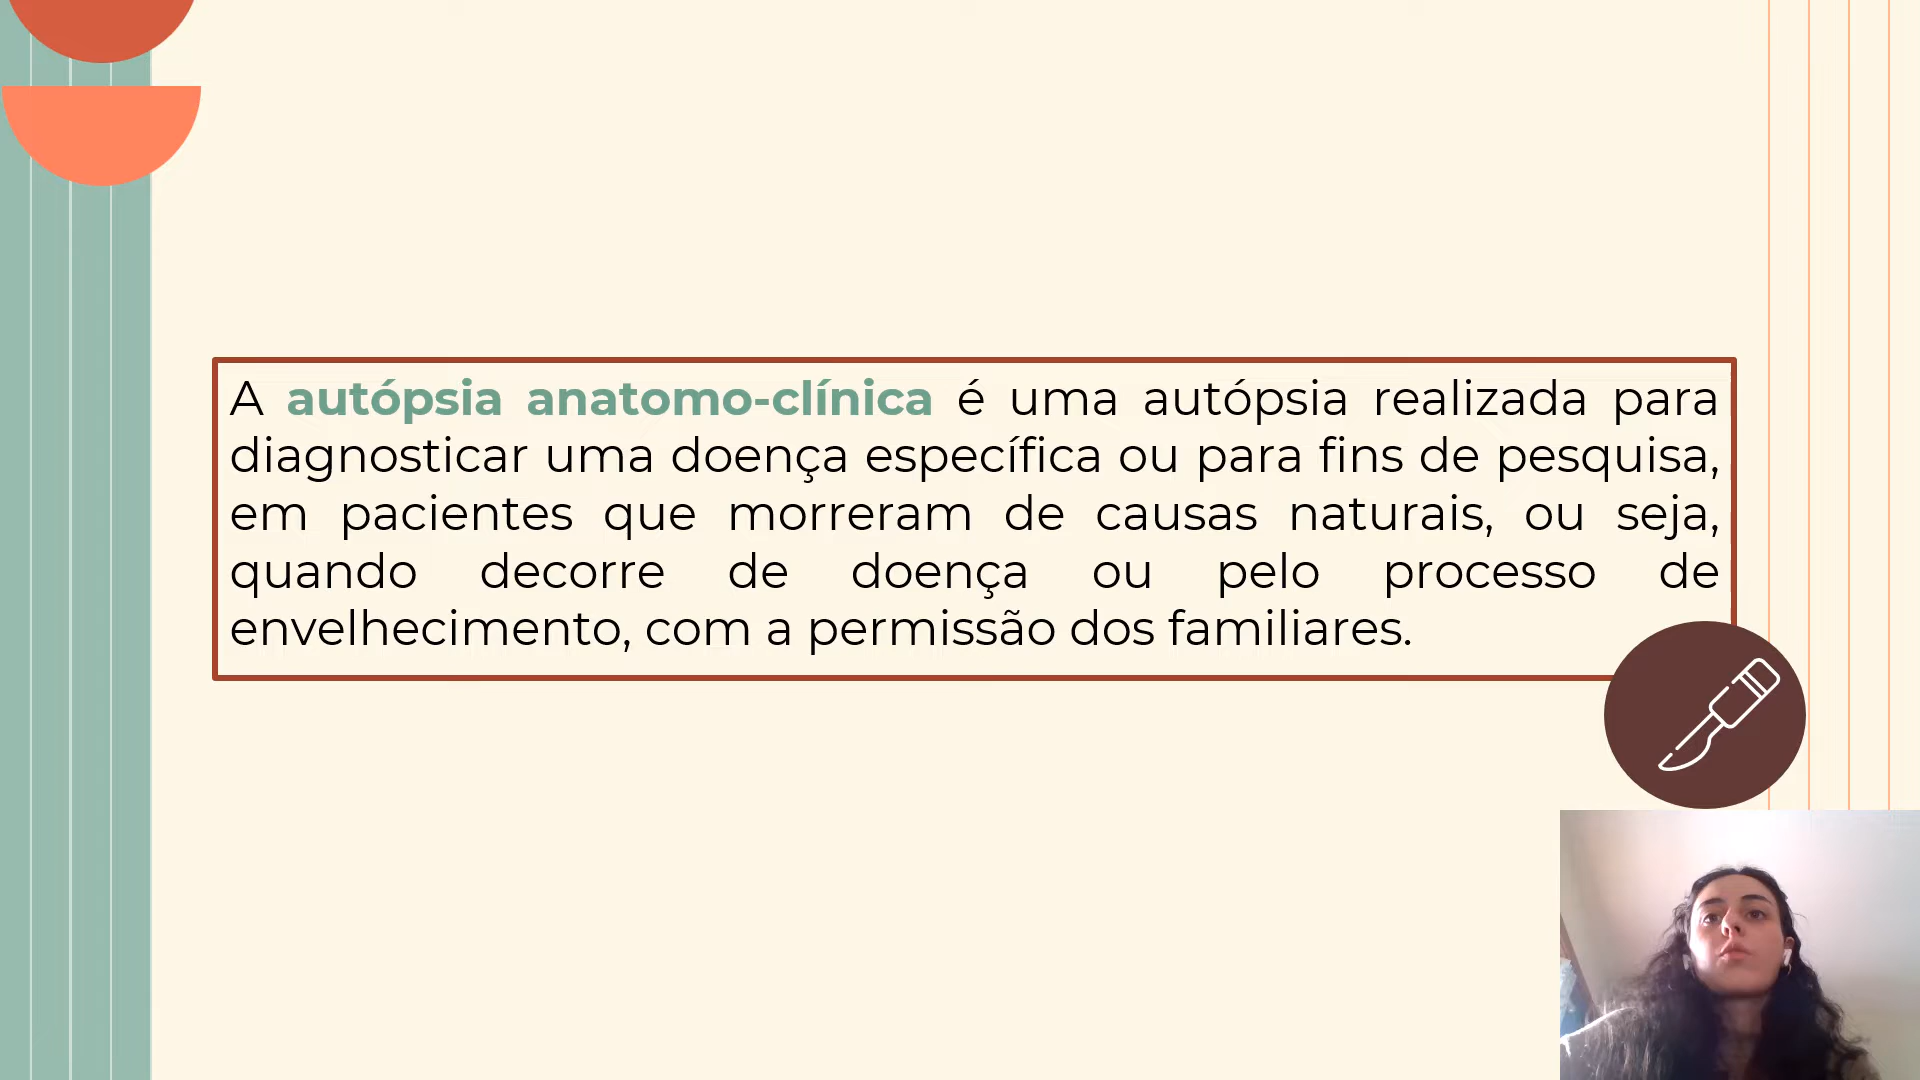 A autópsia anatomo-clínica é uma autópsia realizada para
diagnosticar uma doença específica ou para fins de pesquisa,
em pacientes que morreram de causas naturais, ou seja,
quando decorre de doença ou pelo processo de
envelhecimento, com a permissão dos familiares.